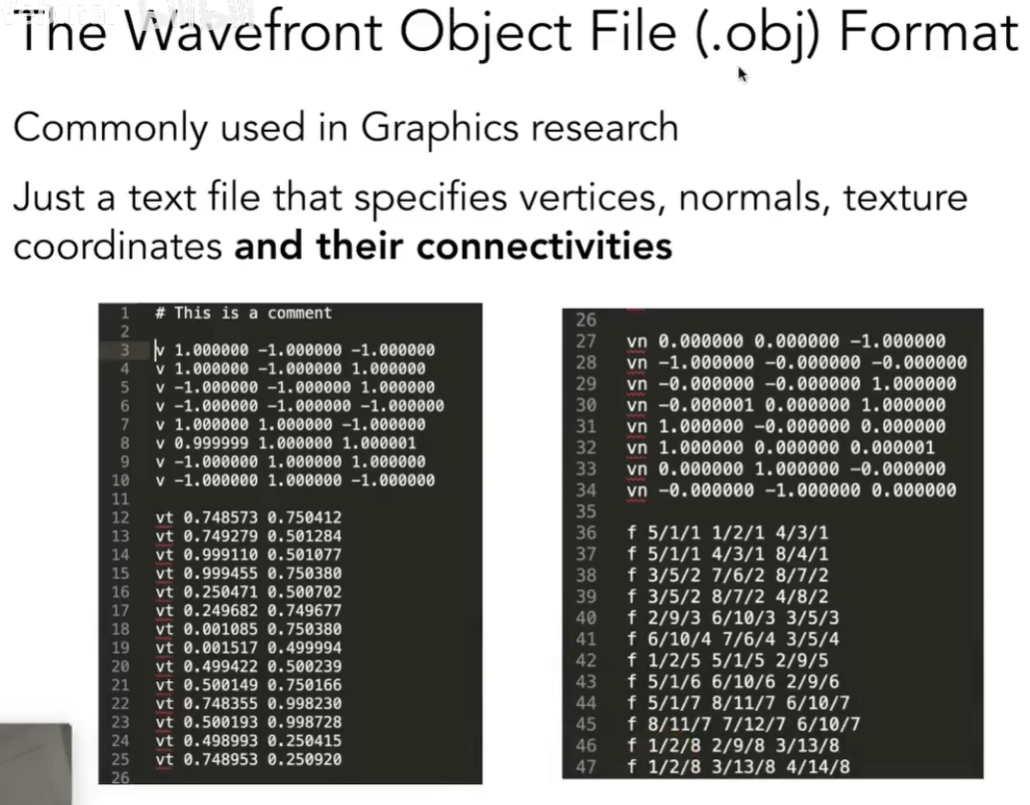 The Wavefront Object File (.obj) Format
Commonly used in Graphics research
Just a text file that specifies vertices, normals, texture
coordinates and their connectivities
1 # This is a comment
2
3 v 1.000000 -1.000000 -1.000000
4 v 1.000000 -1.000000 1.000000
5 v -1.000000 -1.000000 1.000000
6 v -1.000000 -1.000000 -1.000000
7 v 1.000000 1.000000 -1.000000
8 v 0.999999 1.000000 1.000001
9 v -1.000000 1.000000 1.000000
10 v -1.000000 1.000000 -1.000000
11
12 vt 0.748573 0.750412
13 vt 0.749279 0.501284
14 vt 0.999110 0.501077
15 vt 0.999455 0.750380
16 vt 0.250471 0.500702
17 vt 0.249682 0.749677
18 vt 0.001085 0.750380
19 vt 0.001517 0.499994
20 vt 0.499422 0.500239
21 vt 0.500149 0.750166
22 vt 0.748355 0.998230
23 vt 0.500193 0.998728
24 vt 0.498993 0.250415
25 vt 0.748953 0.250920
26
26
27 vn 0.000000 0.000000 -1.000000
28 vn -1.000000 -0.000000 -0.000000
29 vn -0.000000 -0.000000 1.000000
30 vn -0.000001 0.000000 1.000000
31 vn 1.000000 -0.000000 0.000000
32 vn 1.000000 0.000000 0.000001
33 vn 0.000000 1.000000 -0.000000
34 vn -0.000000 -1.000000 0.000000
35
36 f 5/1/1 1/2/1 4/3/1
37 f 5/1/1 4/3/1 8/4/1
38 f 3/5/2 7/6/2 8/7/2
39 f 3/5/2 8/7/2 4/8/2
40 f 2/9/3 6/10/3 3/5/3
41 f 6/10/4 7/6/4 3/5/4
42 f 1/2/5 5/1/5 2/9/5
43 f 5/1/6 6/10/6 2/9/6
44 f 5/1/7 8/11/7 6/10/7
45 f 8/11/7 7/12/7 6/10/7
46 f 1/2/8 2/9/8 3/13/8
47 f 1/2/8 3/13/8 4/14/8